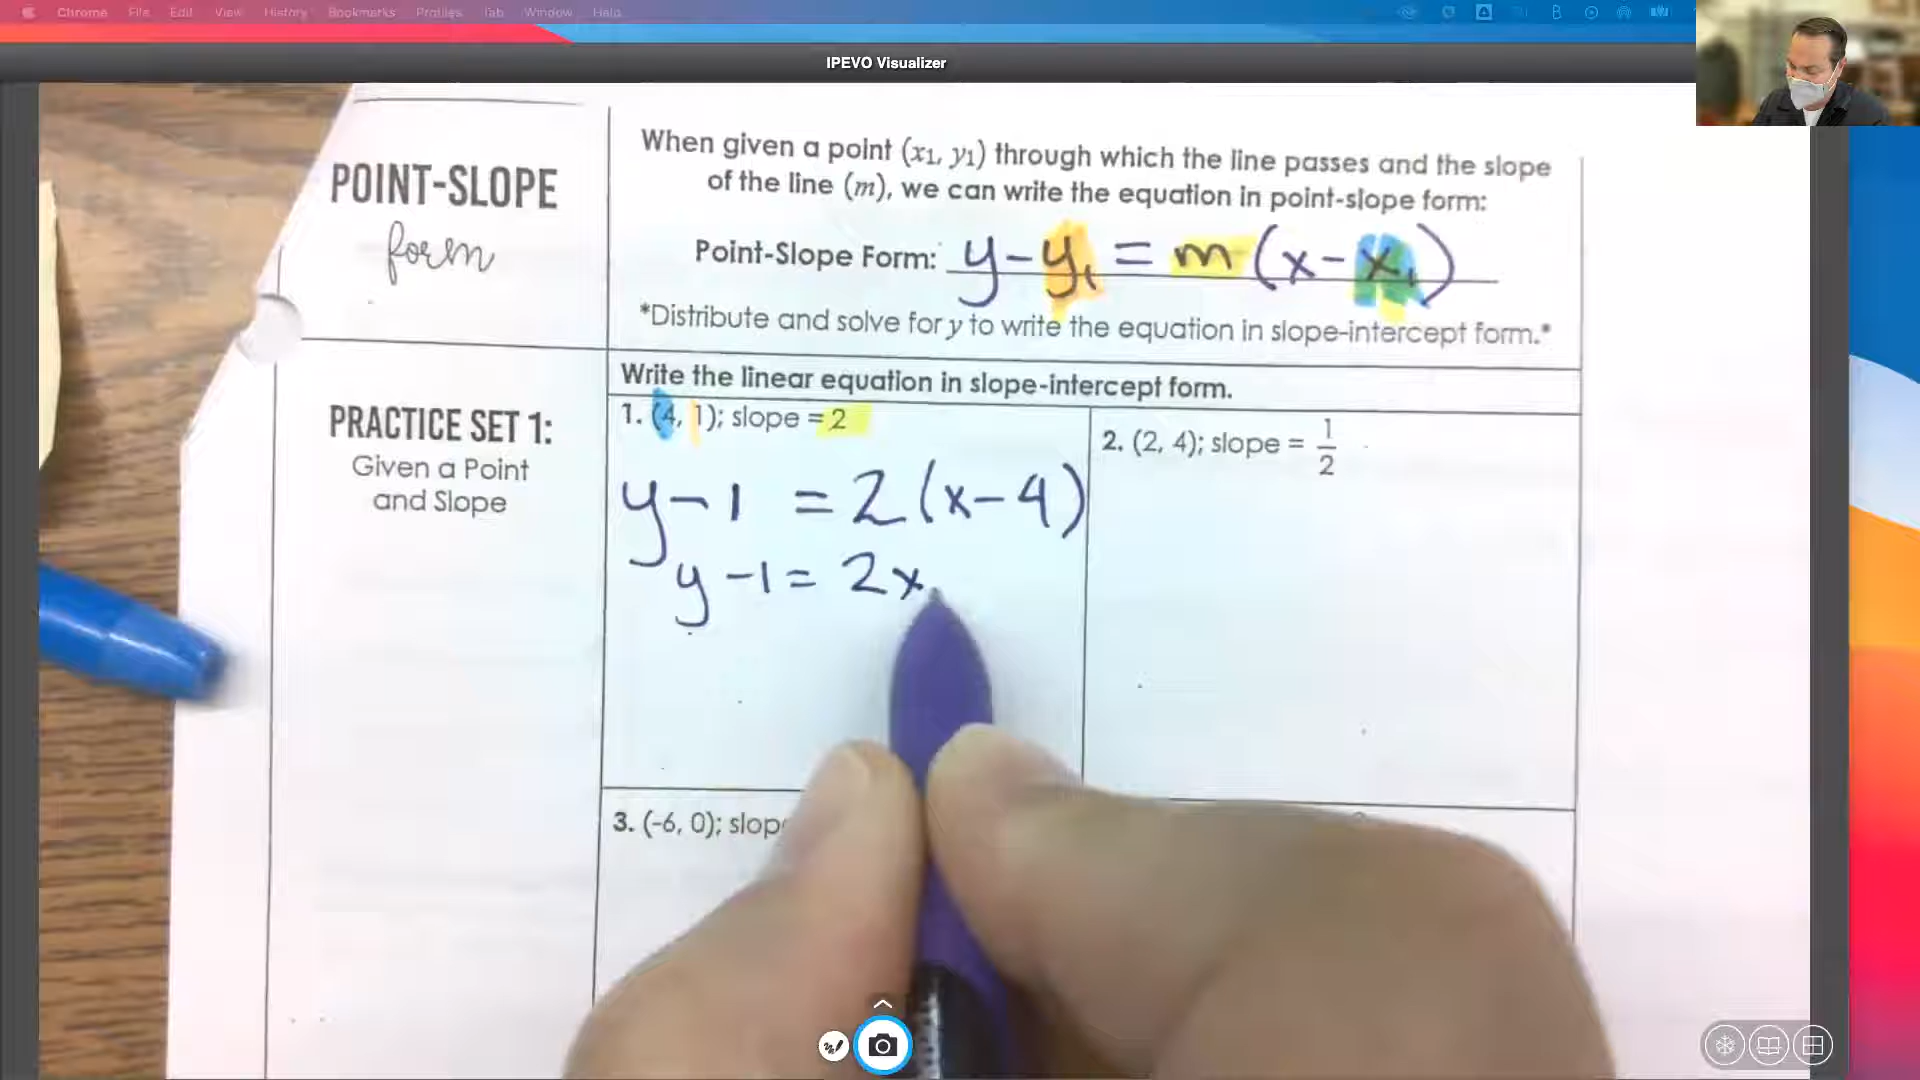 Chrome File Edit View History Bookmarks Profiles Tab Window Help
IPEVO Visualizer
POINT-SLOPE
form
When given a point (x₁, y₁) through which the line passes and the slope
of the line (m), we can write the equation in point-slope form:
Point-Slope Form: y - y₁ = m(x - x₁)
*Distribute and solve for y to write the equation in slope-intercept form.*
PRACTICE SET 1:
Given a Point
and Slope
Write the linear equation in slope-intercept form.
1. (4, 1); slope = 2
y - 1 = 2(x - 4)
y - 1 = 2x
2. (2, 4); slope = 1/2
3. (-6, 0); slop